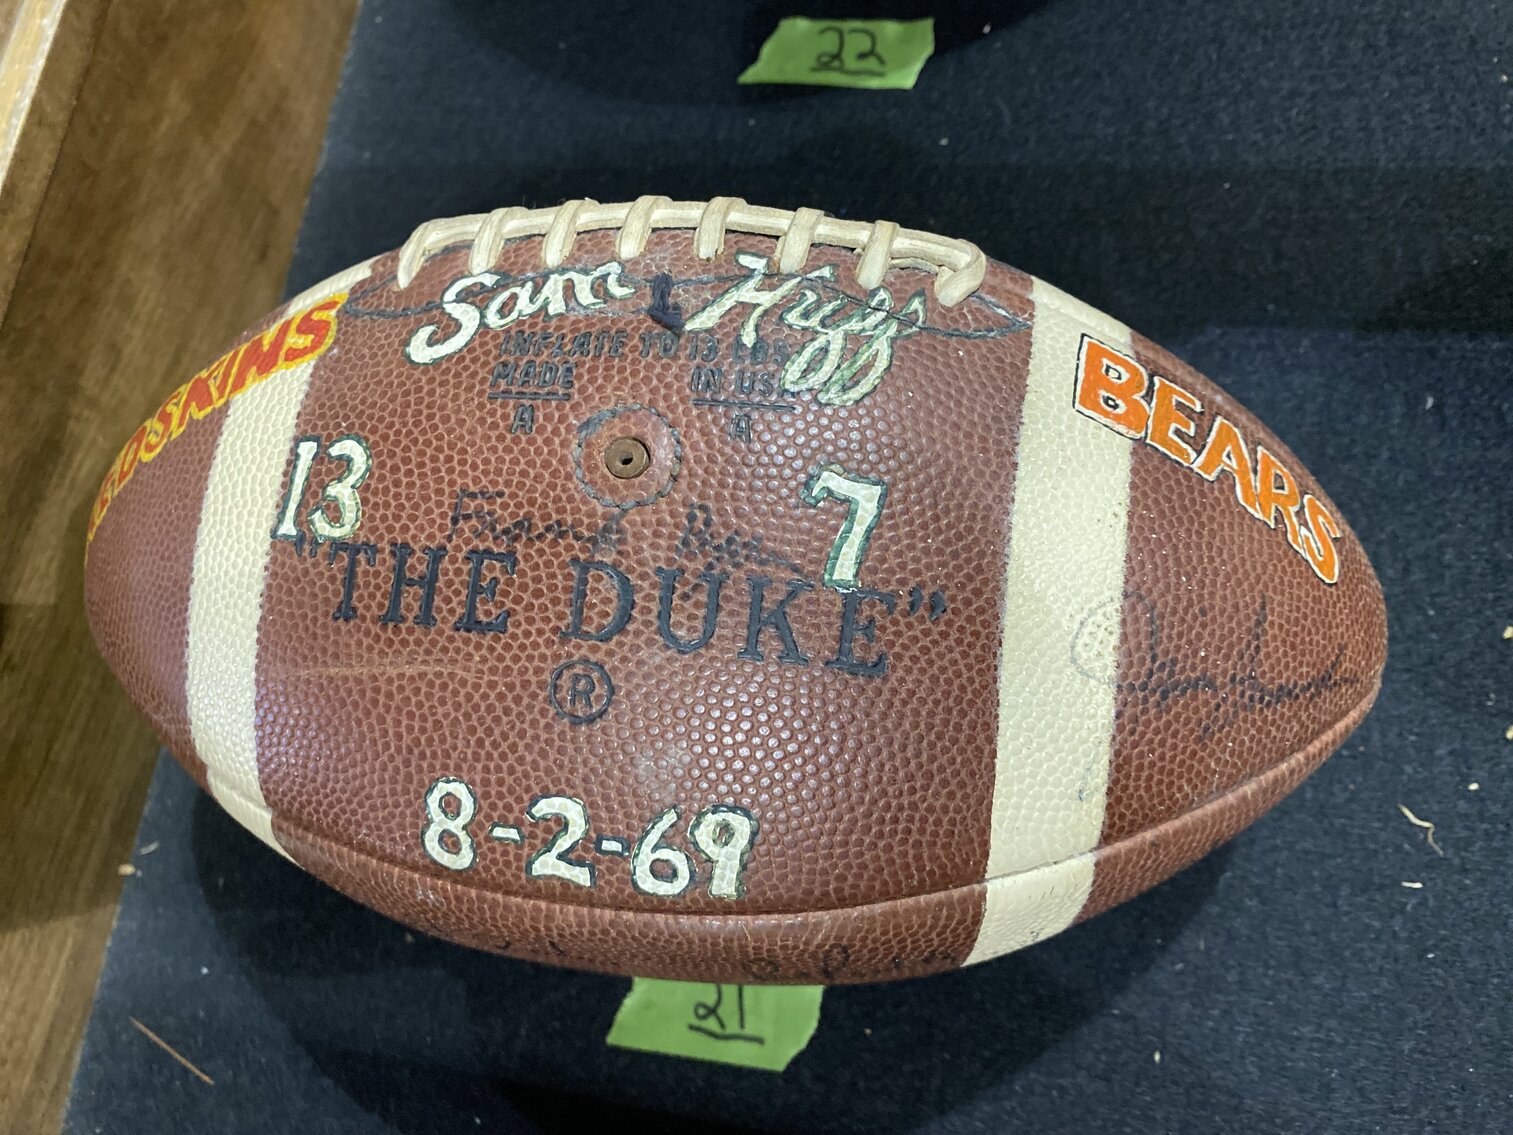 22
Sam Huff
REDSKINS
BEARS
INFLATE TO 13 LBS
MADE IN USA
A A
13
7
Frank
"THE DUKE"
®
8-2-69
21